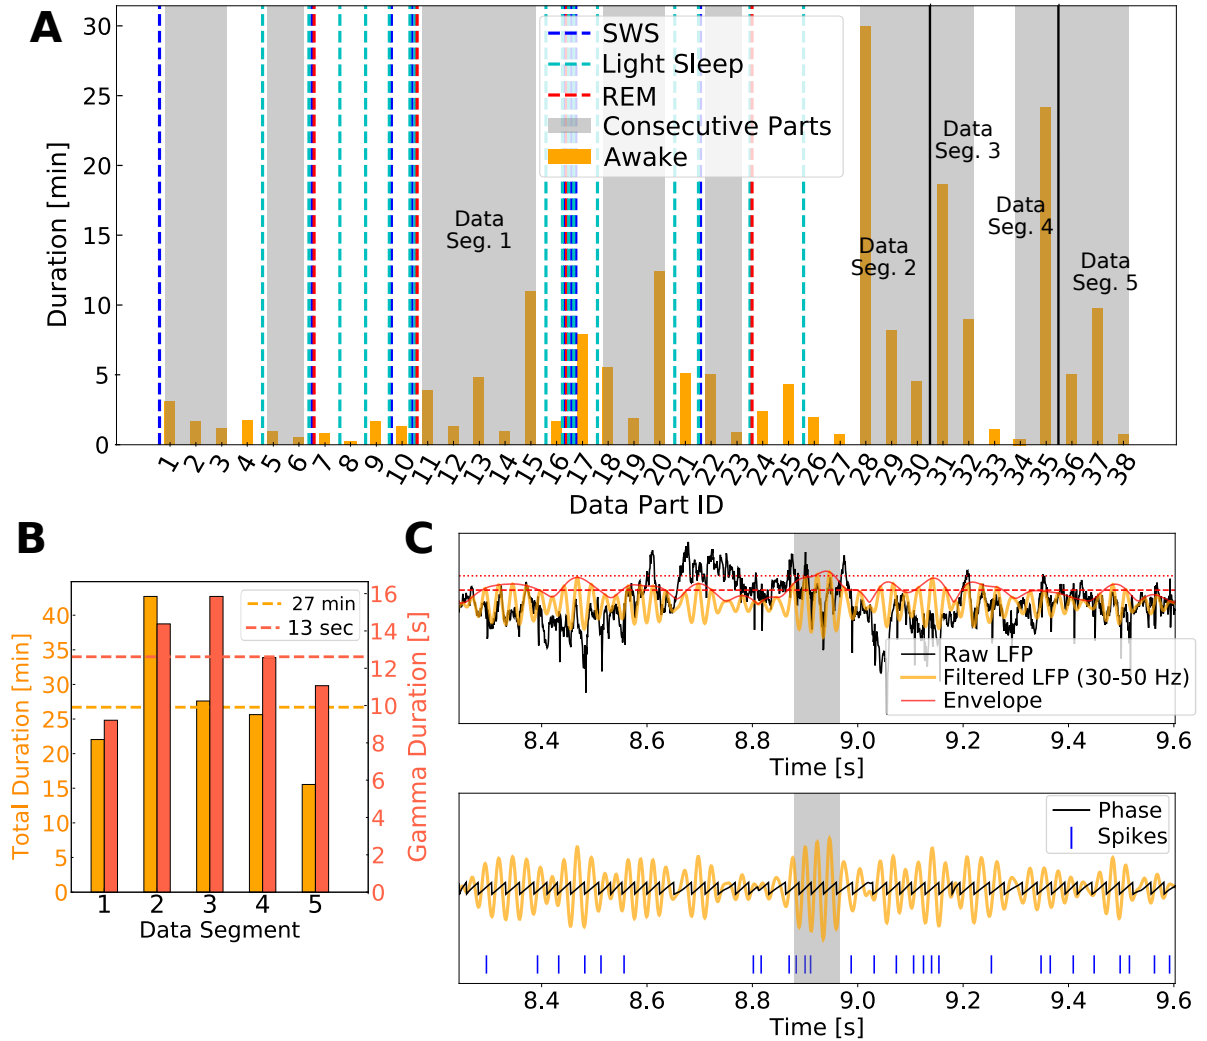 A
SWS
Light Sleep
REM
Consecutive Parts
Awake
Data
Seg. 1
Data
Seg. 2
Data
Seg. 3
Data
Seg. 4
Data
Seg. 5
Duration [min]
30
25
20
15
10
5
0
1 2 3 4 5 6 7 8 9 10 11 12 13 14 15 16 17 18 19 20 21 22 23 24 25 26 27 28 29 30 31 32 33 34 35 36 37 38
Data Part ID
B
27 min
13 sec
Total Duration [min]
40
35
30
25
20
15
10
5
0
Gamma Duration [s]
16
14
12
10
8
6
4
2
0
1 2 3 4 5
Data Segment
C
Raw LFP
Filtered LFP (30-50 Hz)
Envelope
8.4 8.6 8.8 9.0 9.2 9.4 9.6
Time [s]
Phase
Spikes
8.4 8.6 8.8 9.0 9.2 9.4 9.6
Time [s]